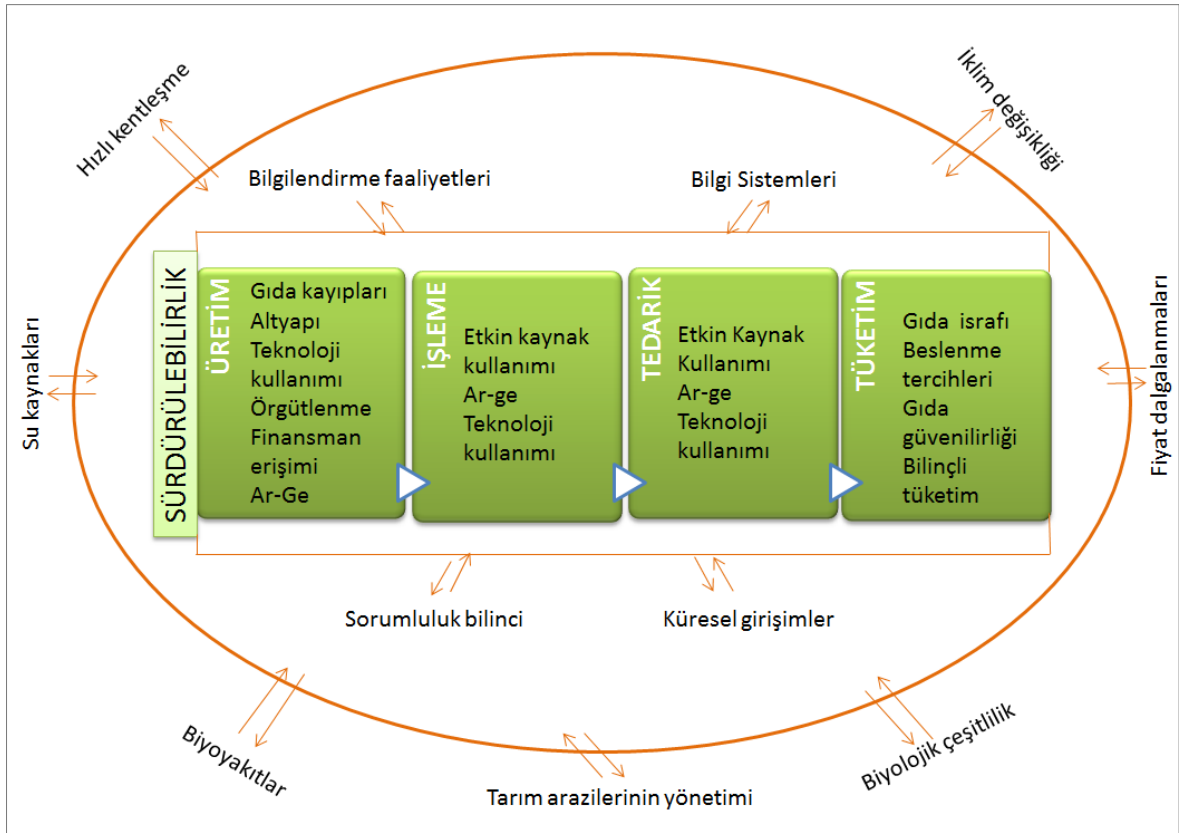 Hızlı kentleşme
İklim değişikliği
Bilgilendirme faaliyetleri
Bilgi Sistemleri
Su kaynakları
SÜRDÜRÜLEBİLİRLİK
ÜRETİM
Gıda kayıpları
Altyapı
Teknoloji
kullanımı
Örgütlenme
Finansman
erişimi
Ar-Ge
İŞLEME
Etkin kaynak
kullanımı
Ar-ge
Teknoloji
kullanımı
TEDARİK
Etkin Kaynak
Kullanımı
Ar-ge
Teknoloji
kullanımı
TÜKETİM
Gıda israfı
Beslenme
tercihleri
Gıda
güvenilirliği
Bilinçli
tüketim
Fiyat dalgalanmaları
Sorumluluk bilinci
Küresel girişimler
Biyoyakıtlar
Tarım arazilerinin yönetimi
Biyolojik çeşitlilik